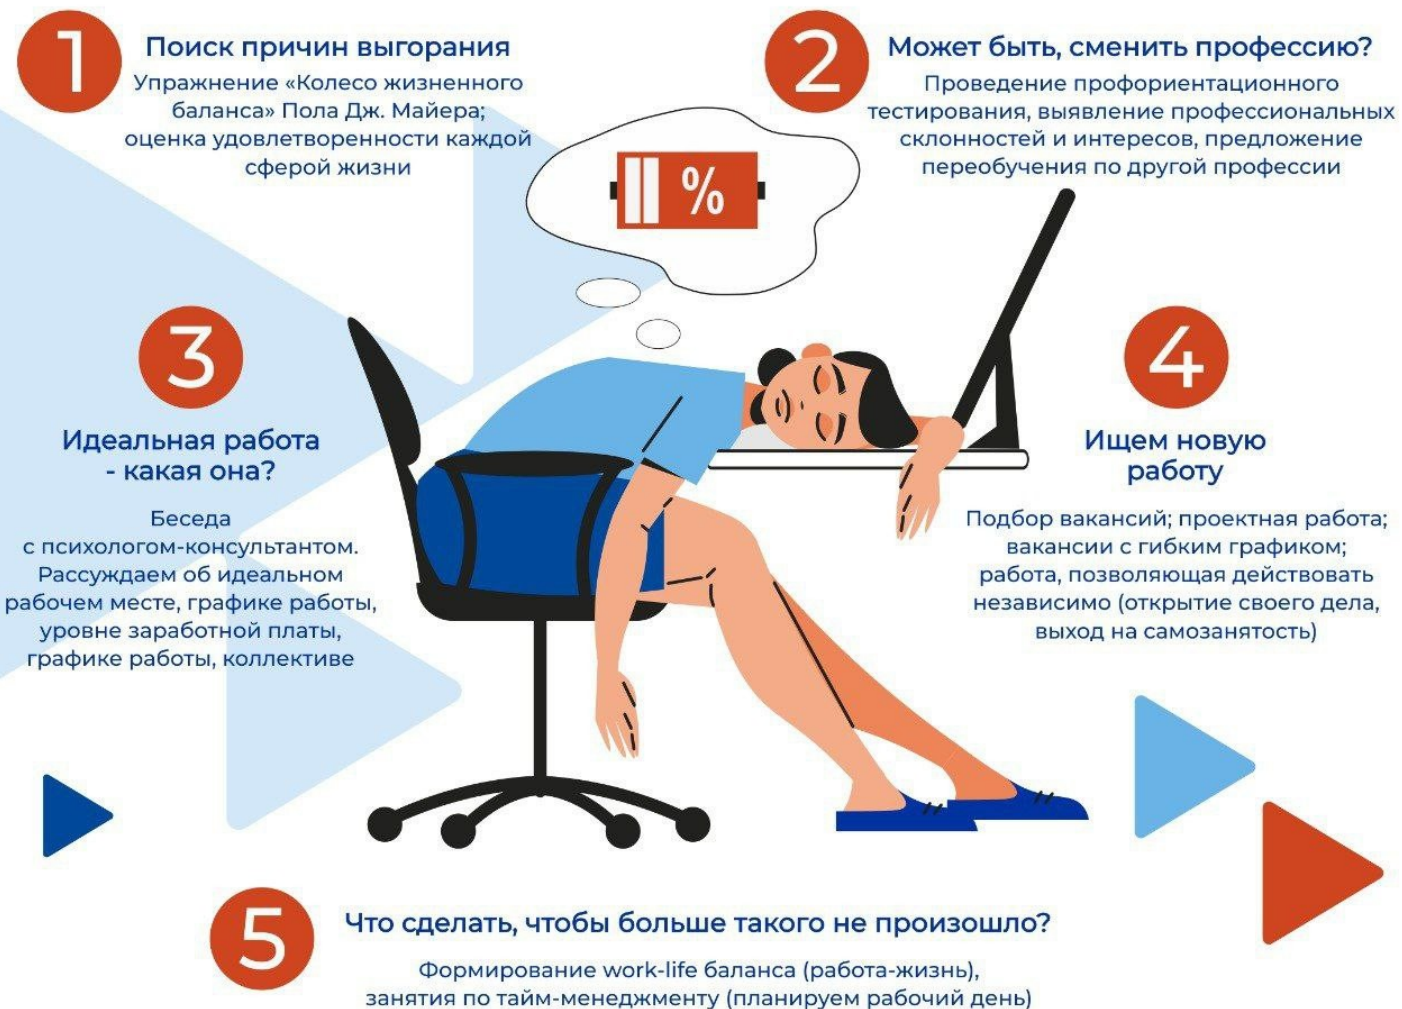 1
Поиск причин выгорания
Упражнение «Колесо жизненного
баланса» Пола Дж. Майера;
оценка удовлетворенности каждой
сферой жизни
2
Может быть, сменить профессию?
Проведение профориентационного
тестирования, выявление профессиональных
склонностей и интересов, предложение
переобучения по другой профессии
%
3
Идеальная работа
- какая она?
Беседа
с психологом-консультантом.
Рассуждаем об идеальном
рабочем месте, графике работы,
уровне заработной платы,
графике работы, коллективе
4
Ищем новую
работу
Подбор вакансий; проектная работа;
вакансии с гибким графиком;
работа, позволяющая действовать
независимо (открытие своего дела,
выход на самозанятость)
5
Что сделать, чтобы больше такого не произошло?
Формирование work-life баланса (работа-жизнь),
занятия по тайм-менеджменту (планируем рабочий день)